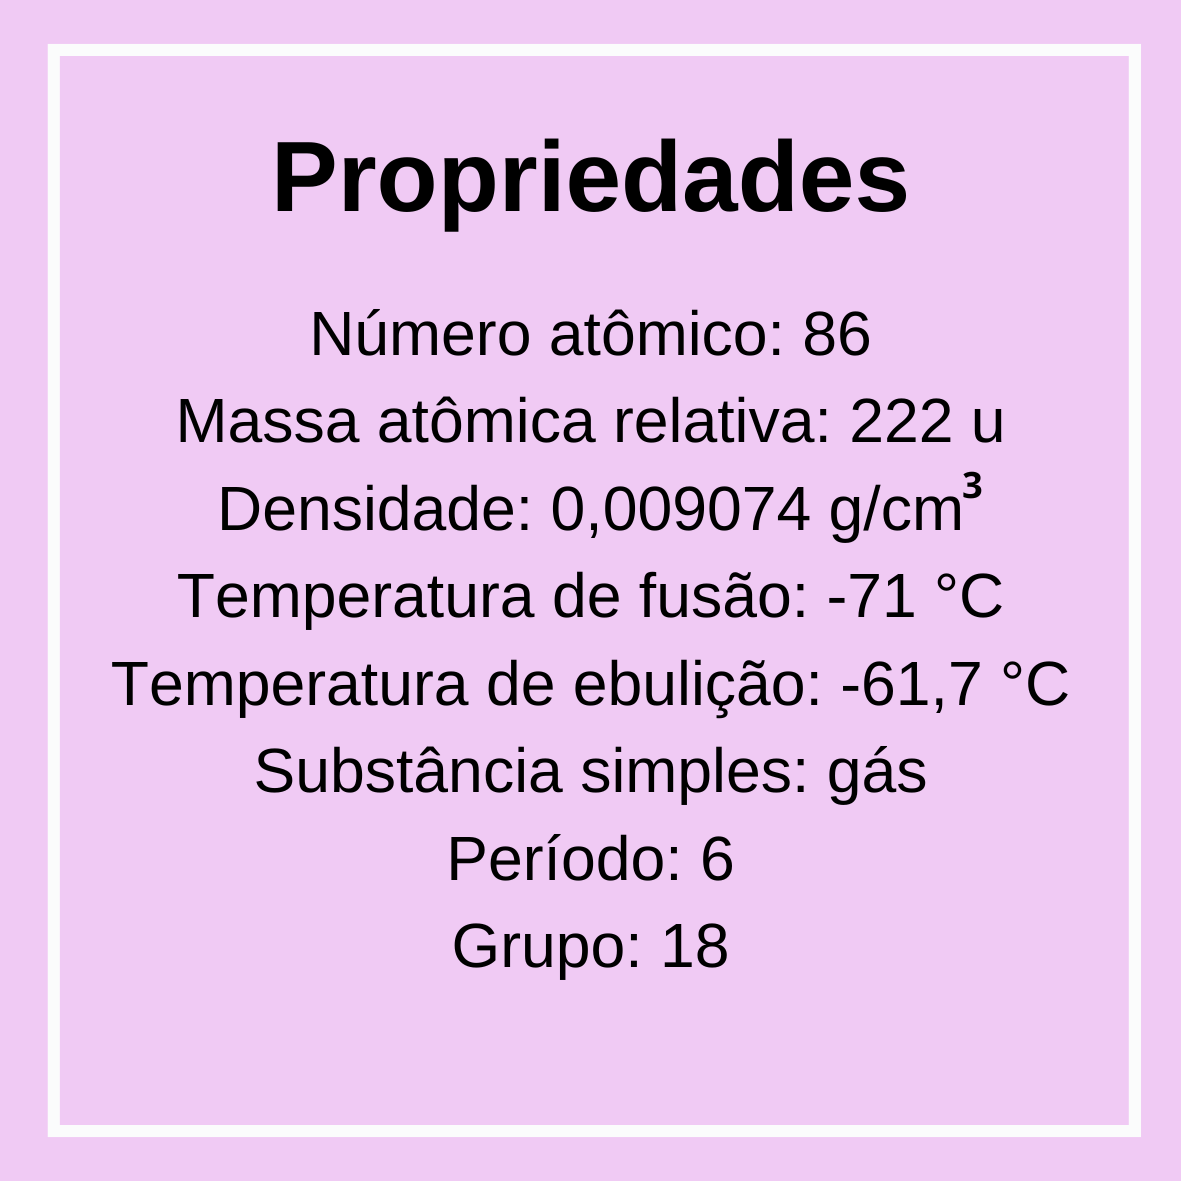 Propriedades
Número atômico: 86
Massa atômica relativa: 222 u
Densidade: 0,009074 g/cm³
Temperatura de fusão: -71 °C
Temperatura de ebulição: -61,7 °C
Substância simples: gás
Período: 6
Grupo: 18